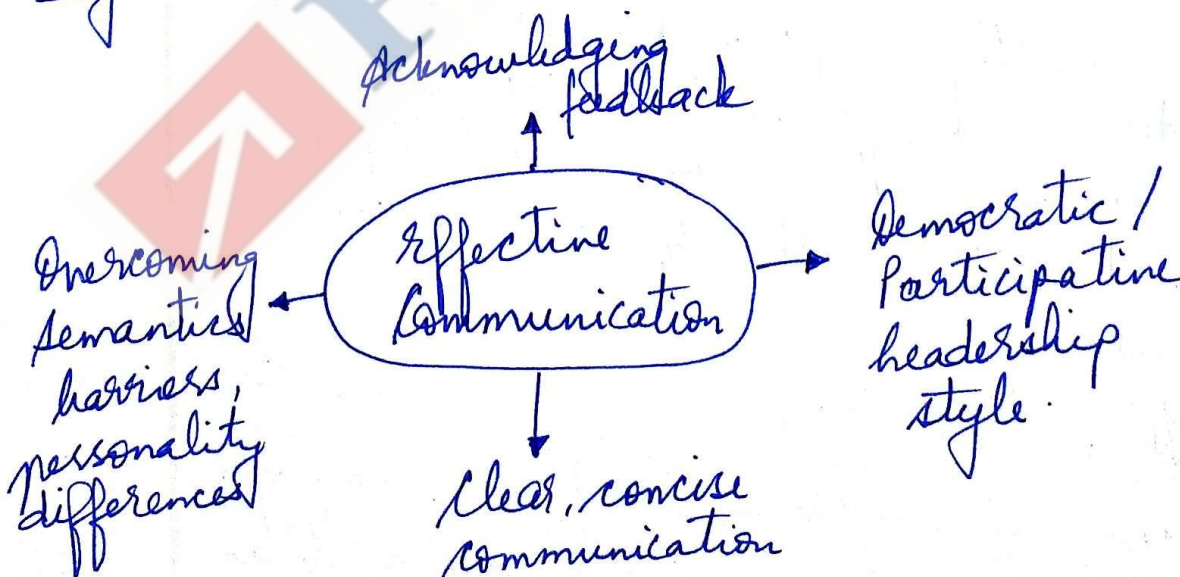 Acknowledging
feedback
Effective
Communication
Democratic /
Participative
leadership
style.
Overcoming
semantics
barriers,
personality
differences
Clear, concise
communication